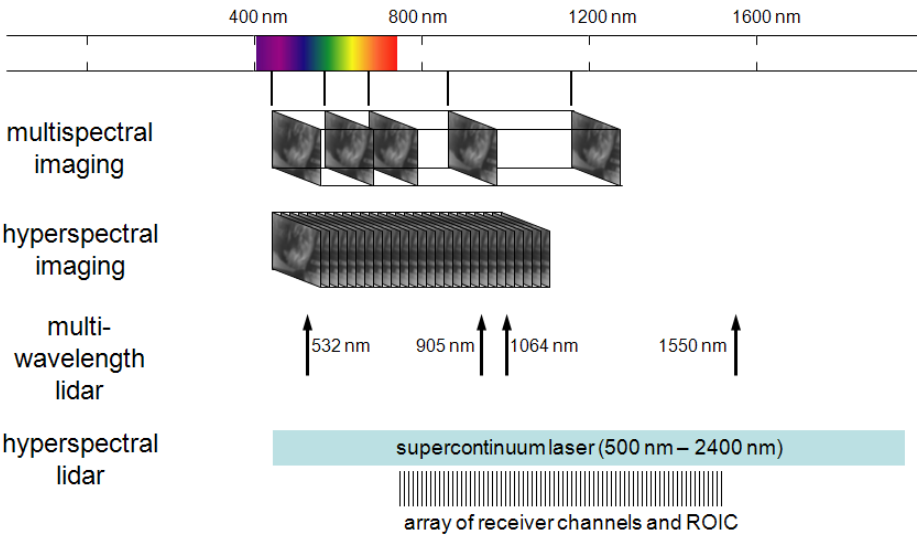 400 nm 800 nm 1200 nm 1600 nm
multispectral
imaging
hyperspectral
imaging
multi-
wavelength
lidar
532 nm 905 nm 1064 nm 1550 nm
hyperspectral
lidar
supercontinuum laser (500 nm – 2400 nm)
array of receiver channels and ROIC